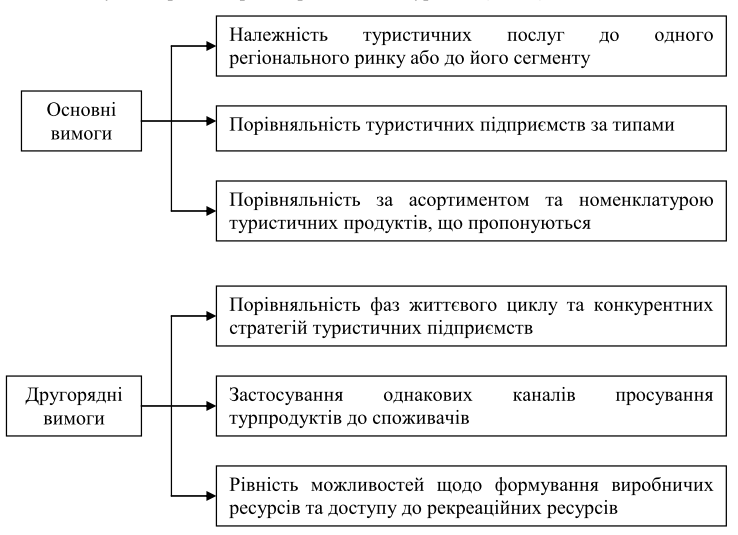 Належність туристичних послуг до одного
регіонального ринку або до його сегменту
Основні
вимоги
Порівняльність туристичних підприємств за типами
Порівняльність за асортиментом та номенклатурою
туристичних продуктів, що пропонуються
Порівняльність фаз життєвого циклу та конкурентних
стратегій туристичних підприємств
Другорядні
вимоги
Застосування однакових каналів просування
турпродуктів до споживачів
Рівність можливостей щодо формування виробничих
ресурсів та доступу до рекреаційних ресурсів